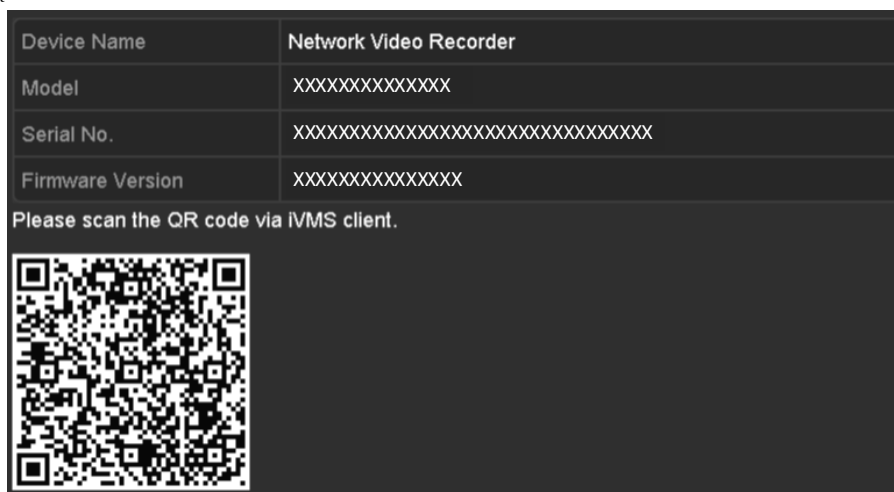 Device Name Network Video Recorder
Model XXXXXXXXXXXXXX
Serial No. XXXXXXXXXXXXXXXXXXXXXXXXXXXXXXXX
Firmware Version XXXXXXXXXXXXXXX
Please scan the QR code via iVMS client.